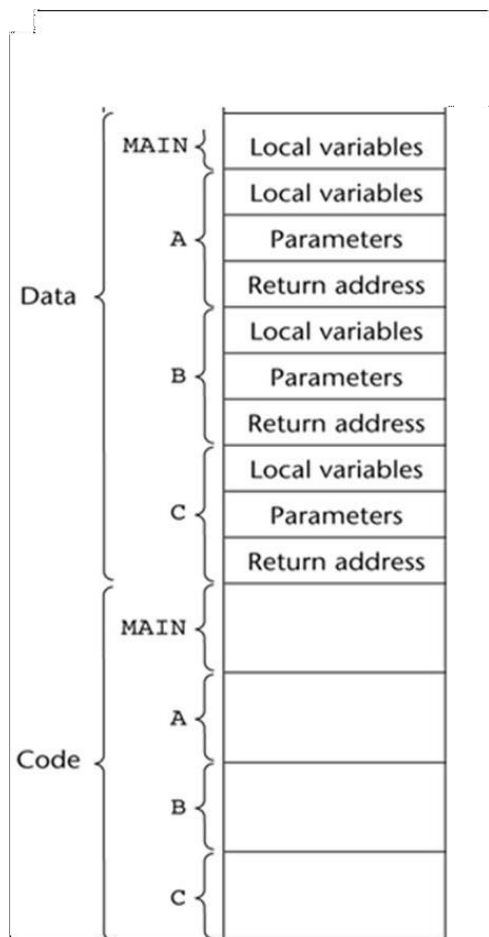 MAIN
Local variables
Local variables
A
Parameters
Return address
Data
Local variables
B
Parameters
Return address
Local variables
C
Parameters
Return address
MAIN
A
Code
B
C